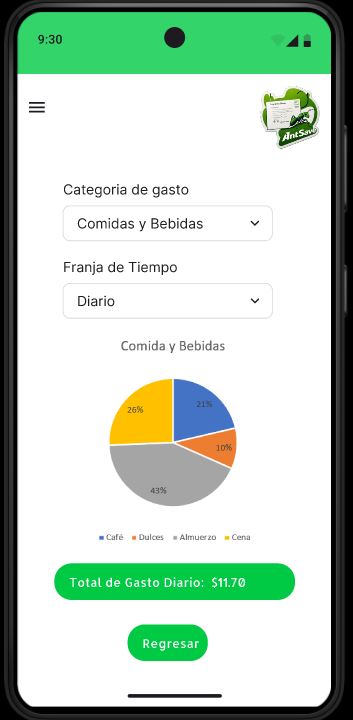 9:30
AntSave
Categoria de gasto
Comidas y Bebidas
Franja de Tiempo
Diario
Comida y Bebidas
26%
21%
10%
43%
Café Dulces Almuerzo Cena
Total de Gasto Diario: $11.70
Regresar